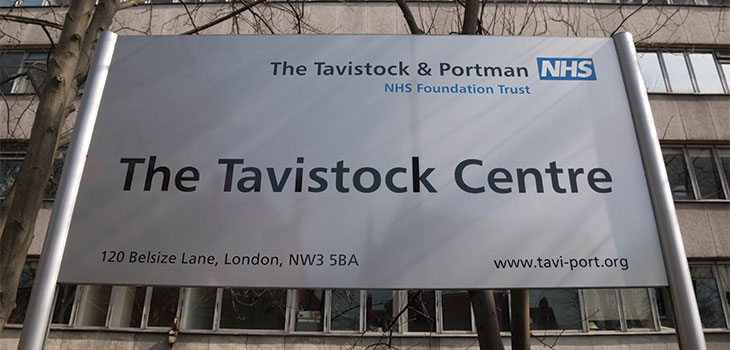 The Tavistock & Portman NHS
NHS Foundation Trust
The Tavistock Centre
120 Belsize Lane, London, NW3 5BA
www.tavi-port.org